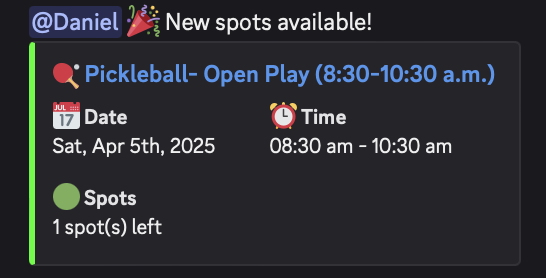 @Daniel 🎉 New spots available!
🏓 Pickleball- Open Play (8:30-10:30 a.m.)
📅 Date
Sat, Apr 5th, 2025
⏰ Time
08:30 am - 10:30 am
🟢 Spots
1 spot(s) left